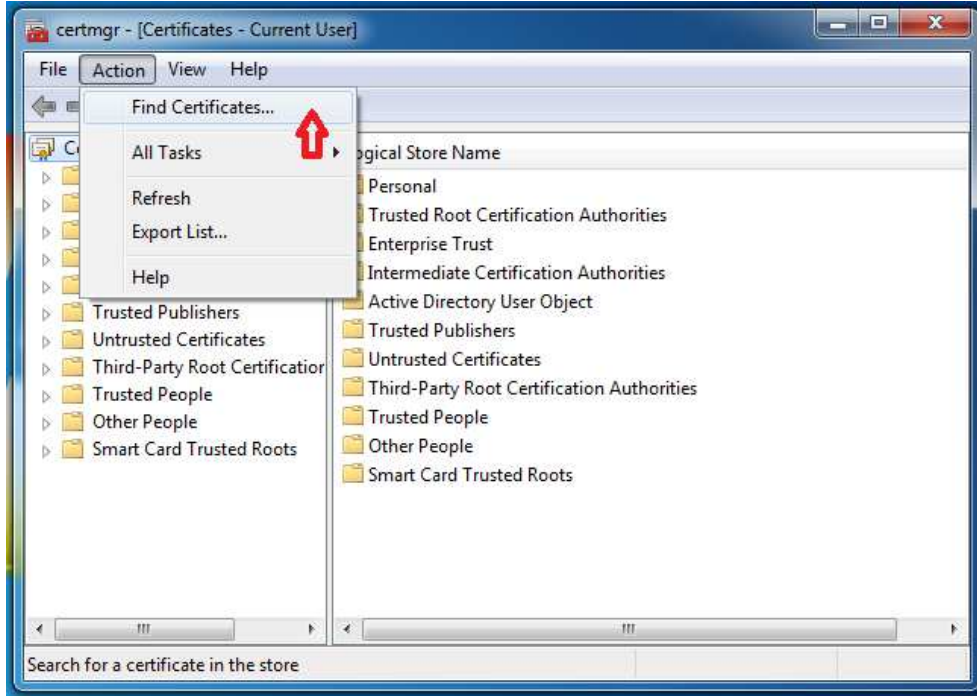 certmgr - [Certificates - Current User]
File Action View Help
Find Certificates...
All Tasks
Refresh
Export List...
Help
Trusted Publishers
Untrusted Certificates
Third-Party Root Certification
Trusted People
Other People
Smart Card Trusted Roots
ogical Store Name
Personal
Trusted Root Certification Authorities
Enterprise Trust
Intermediate Certification Authorities
Active Directory User Object
Trusted Publishers
Untrusted Certificates
Third-Party Root Certification Authorities
Trusted People
Other People
Smart Card Trusted Roots
Search for a certificate in the store